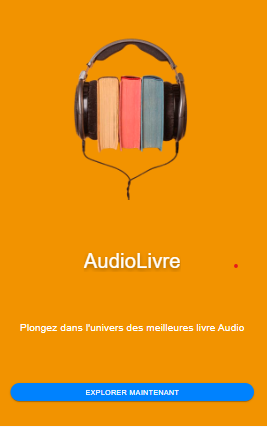 AudioLivre
Plongez dans l'univers des meilleures livre Audio
EXPLORER MAINTENANT